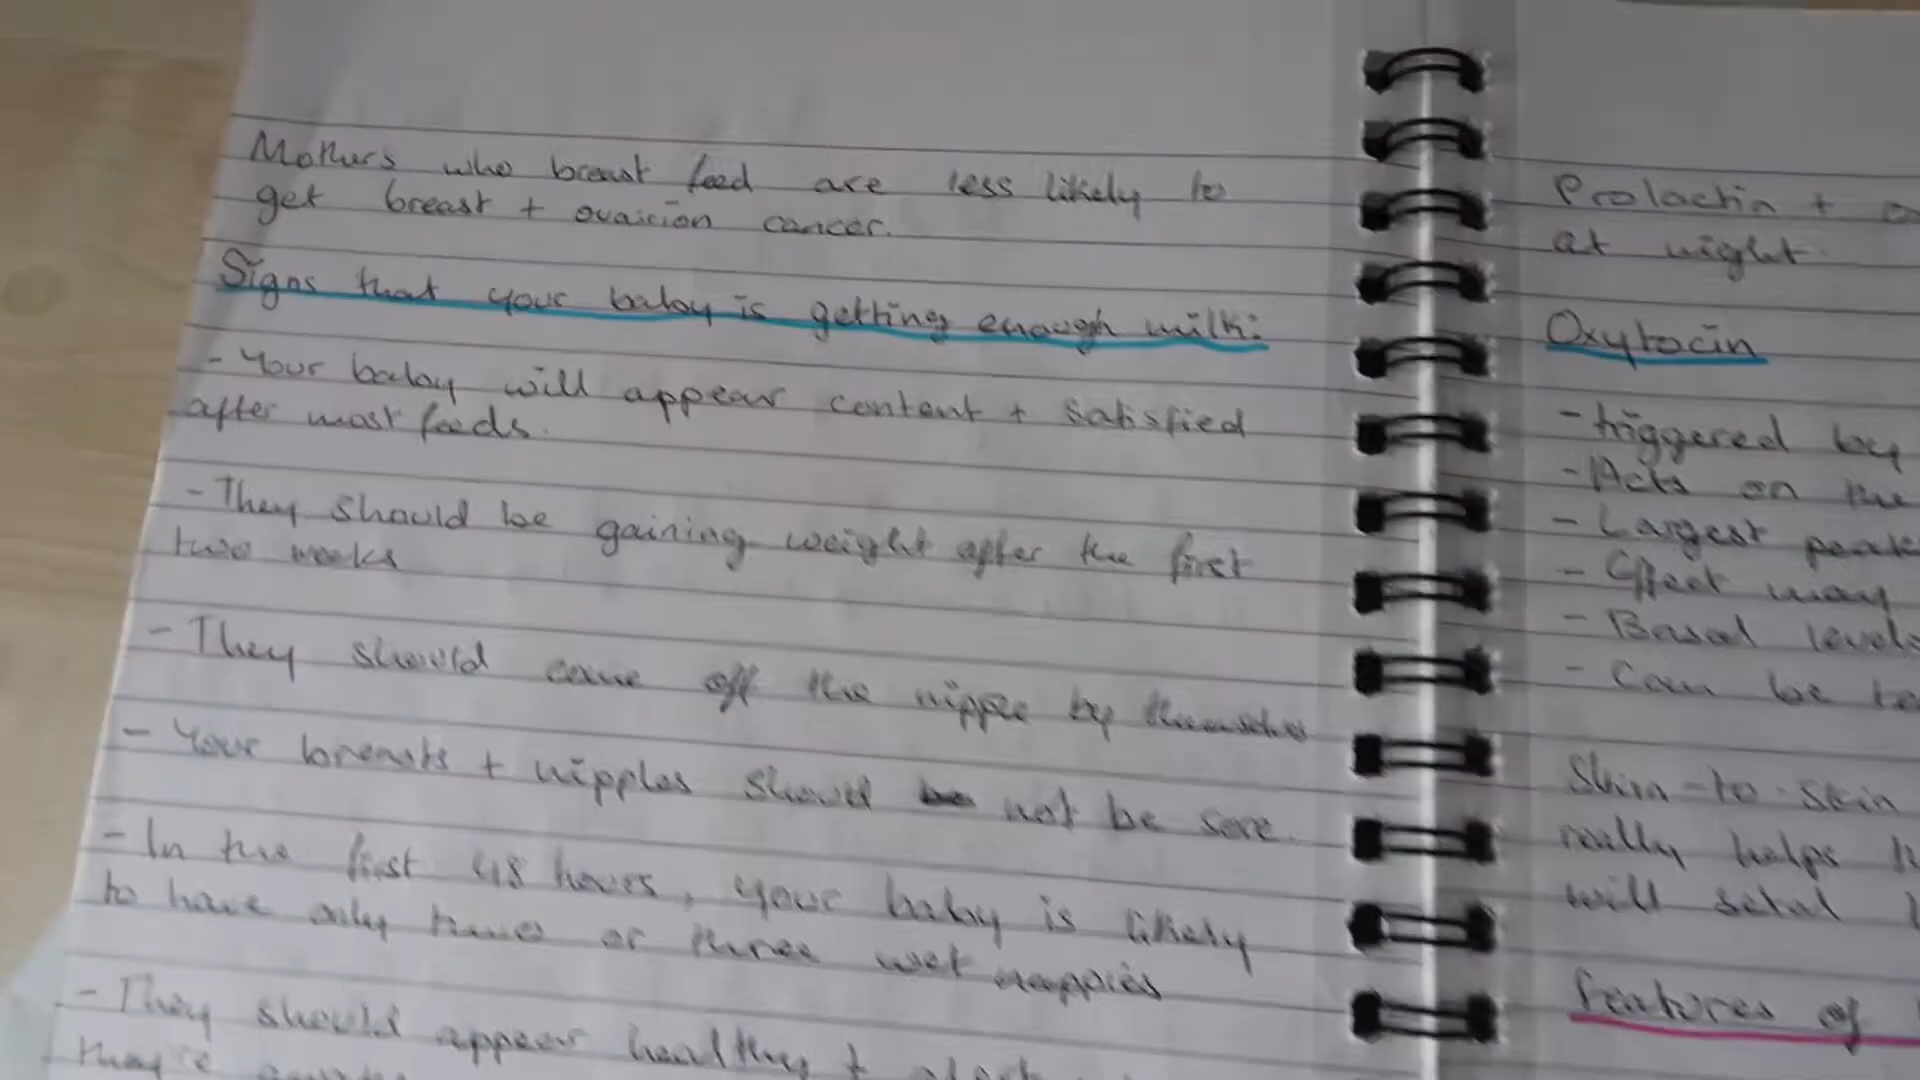 Mothers who breast feed are less likely to
get breast + ovaircion cancer.
Signs that your baby is getting enough milk:
- Your baby will appear content + satisfied
after most feeds.
- They should be gaining weight after the first
two weeks
- They should come off the nipple by themselves
- Your breasts + nipples should not be sore.
- In the first 48 hours, your baby is likely
to have only two or three wet nappies
- They should appear healthy +
they're
Prolactin +
at night.
Oxytocin
- triggered by
- Acts on the
- Largest peak
- Effect may
- Basal levels
- Can be
Skin-to-skin
really helps
will setal
features of